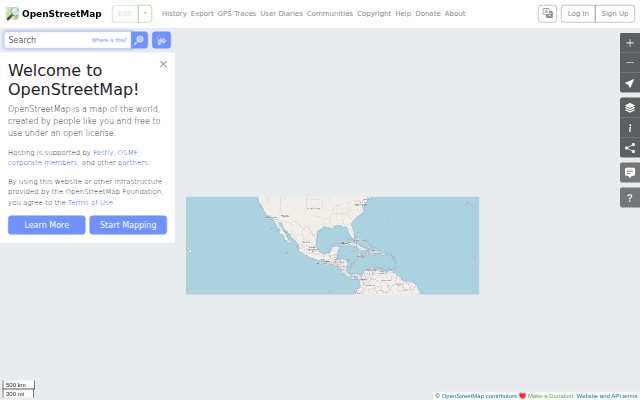 OpenStreetMap
Edit
History Export GPS Traces User Diaries Communities Copyright Help Donate About
Log In Sign Up
Search
Where is this?
Welcome to
OpenStreetMap!
OpenStreetMap is a map of the world,
created by people like you and free to
use under an open license.
Hosting is supported by Fastly, OSMF
corporate members, and other partners.
By using this website or other infrastructure
provided by the OpenStreetMap Foundation,
you agree to the Terms of Use.
Learn More Start Mapping
500 km
300 mi
© OpenStreetMap contributors ❤ Make a Donation. Website and API terms